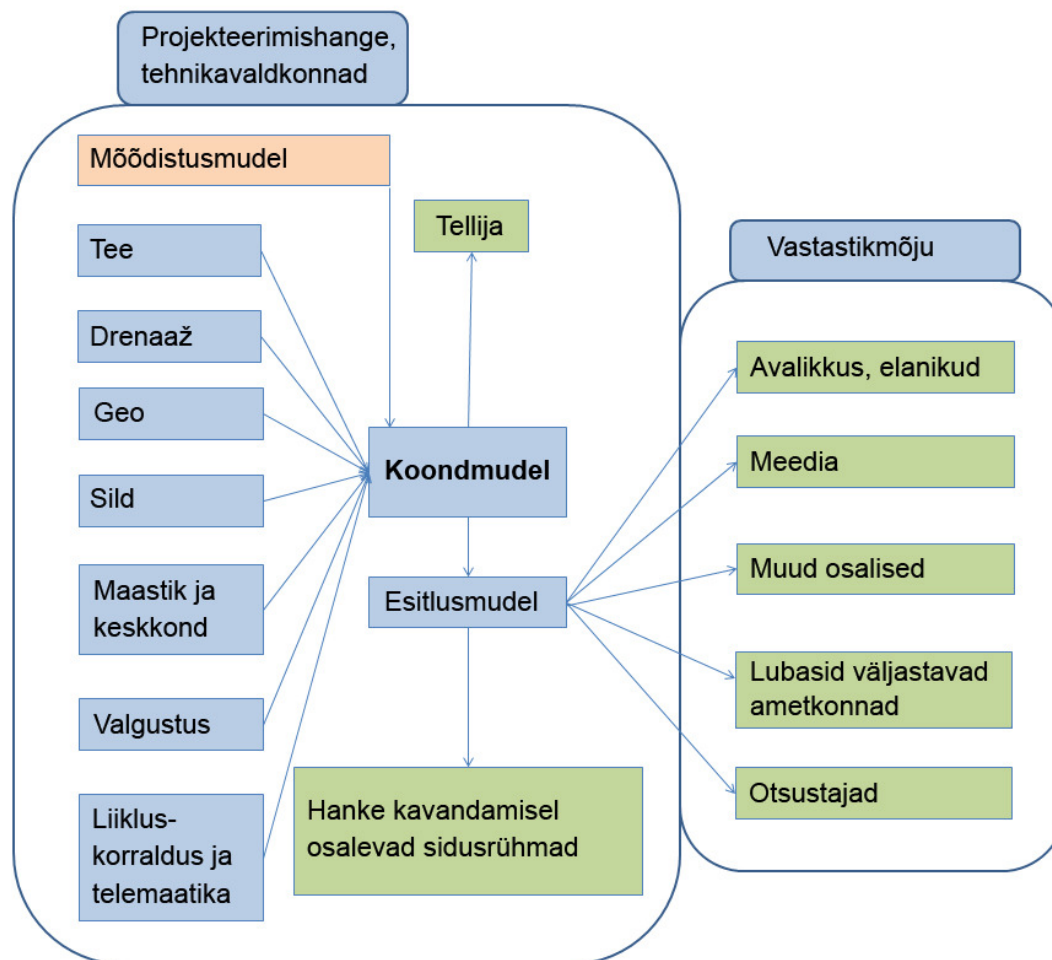 Projekteerimishange,
tehnikavaldkonnad
Mõõdistusmudel
Tee
Drenaaž
Geo
Sild
Maastik ja
keskkond
Valgustus
Liiklus-
korraldus ja
telemaatika
Tellija
Koondmudel
Esitlusmudel
Hanke kavandamisel
osalevad sidusrühmad
Vastastikmõju
Avalikkus, elanikud
Meedia
Muud osalised
Lubasid väljastavad
ametkonnad
Otsustajad